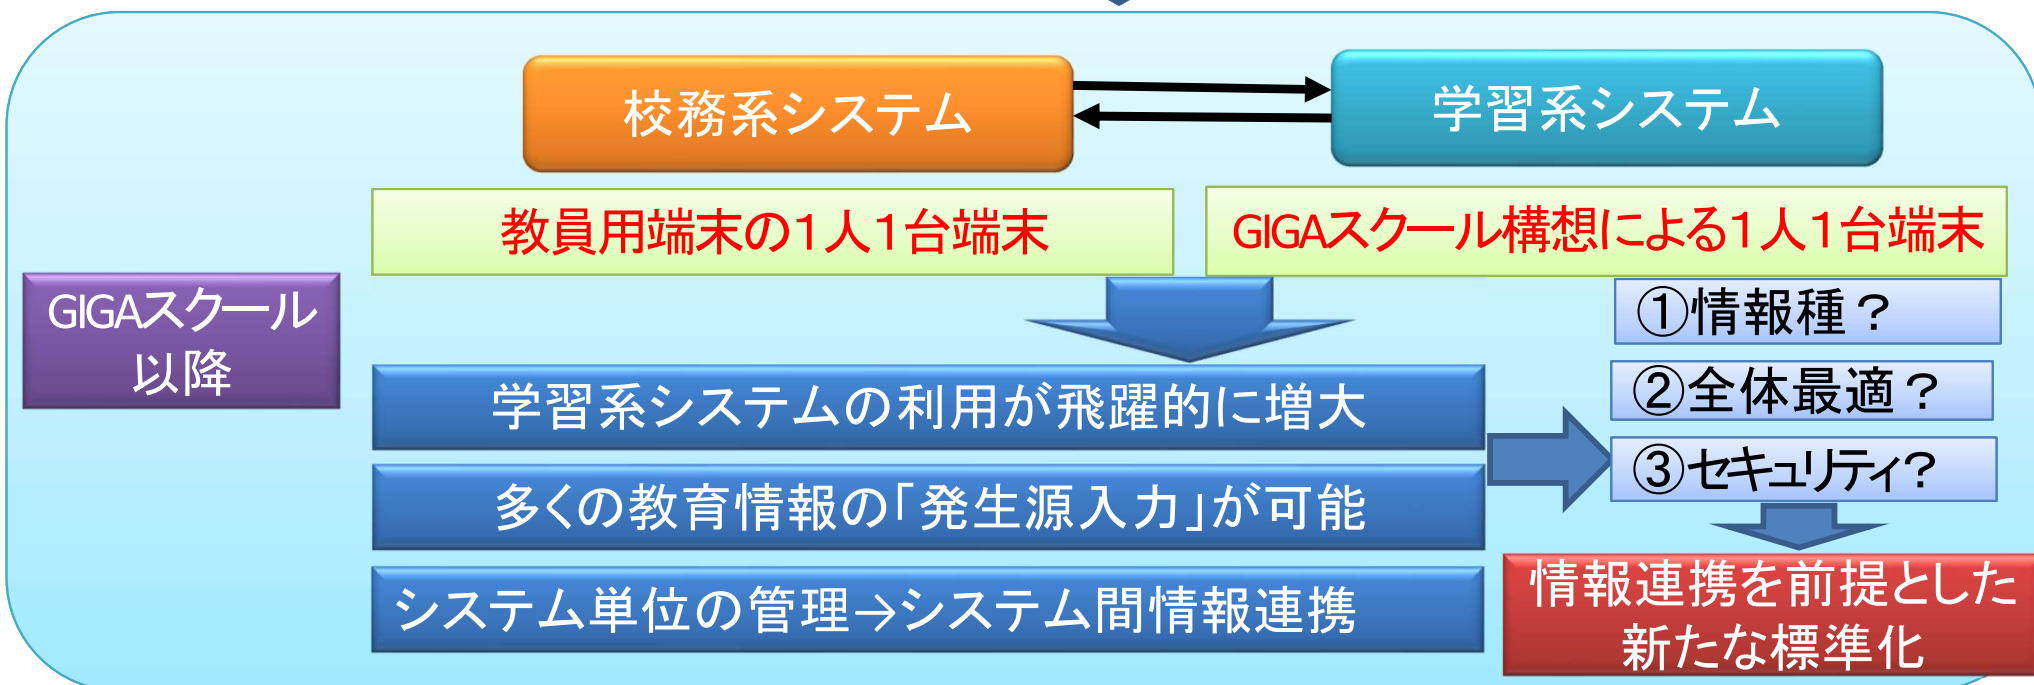 校務系システム
学習系システム
教員用端末の1人1台端末
GIGAスクール構想による1人1台端末
GIGAスクール
以降
学習系システムの利用が飛躍的に増大
多くの教育情報の「発生源入力」が可能
システム単位の管理→システム間情報連携
①情報種？
②全体最適？
③セキュリティ?
情報連携を前提とした
新たな標準化